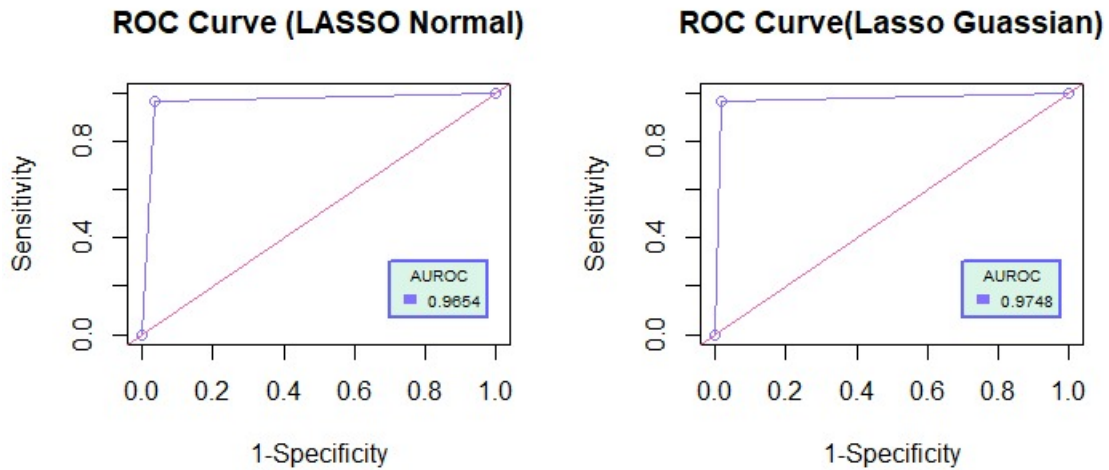 ROC Curve (LASSO Normal)
Sensitivity
0.0
0.4
0.8
AUROC
0.9654
0.0 0.2 0.4 0.6 0.8 1.0
1-Specificity
ROC Curve(Lasso Guassian)
Sensitivity
0.0
0.4
0.8
AUROC
0.9748
0.0 0.2 0.4 0.6 0.8 1.0
1-Specificity